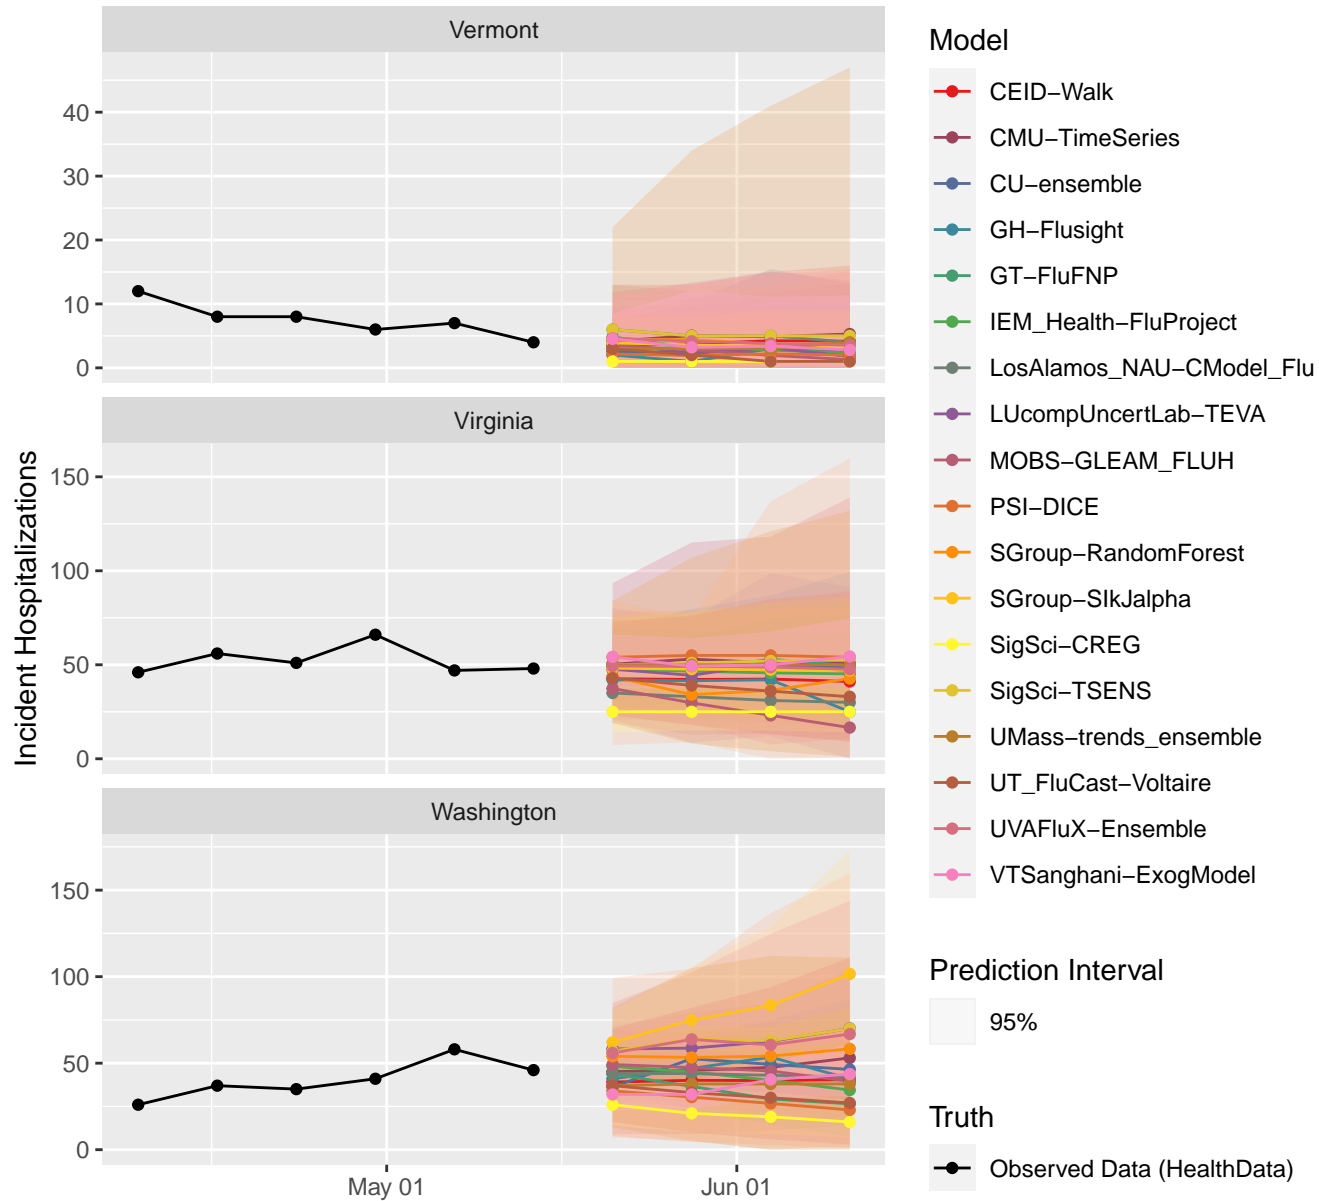 Vermont
40
30
20
10
0
Virginia
150
100
50
0
Washington
150
100
50
0
May 01
Jun 01
Incident Hospitalizations
Model
CEID−Walk
CMU−TimeSeries
CU−ensemble
GH−Flusight
GT−FluFNP
IEM_Health−FluProject
LosAlamos_NAU−CModel_Flu
LUcompUncertLab−TEVA
MOBS−GLEAM_FLUH
PSI−DICE
SGroup−RandomForest
SGroup−SIkJalpha
SigSci−CREG
SigSci−TSENS
UMass−trends_ensemble
UT_FluCast−Voltaire
UVAFluX−Ensemble
VTSanghani−ExogModel
Prediction Interval
95%
Truth
Observed Data (HealthData)